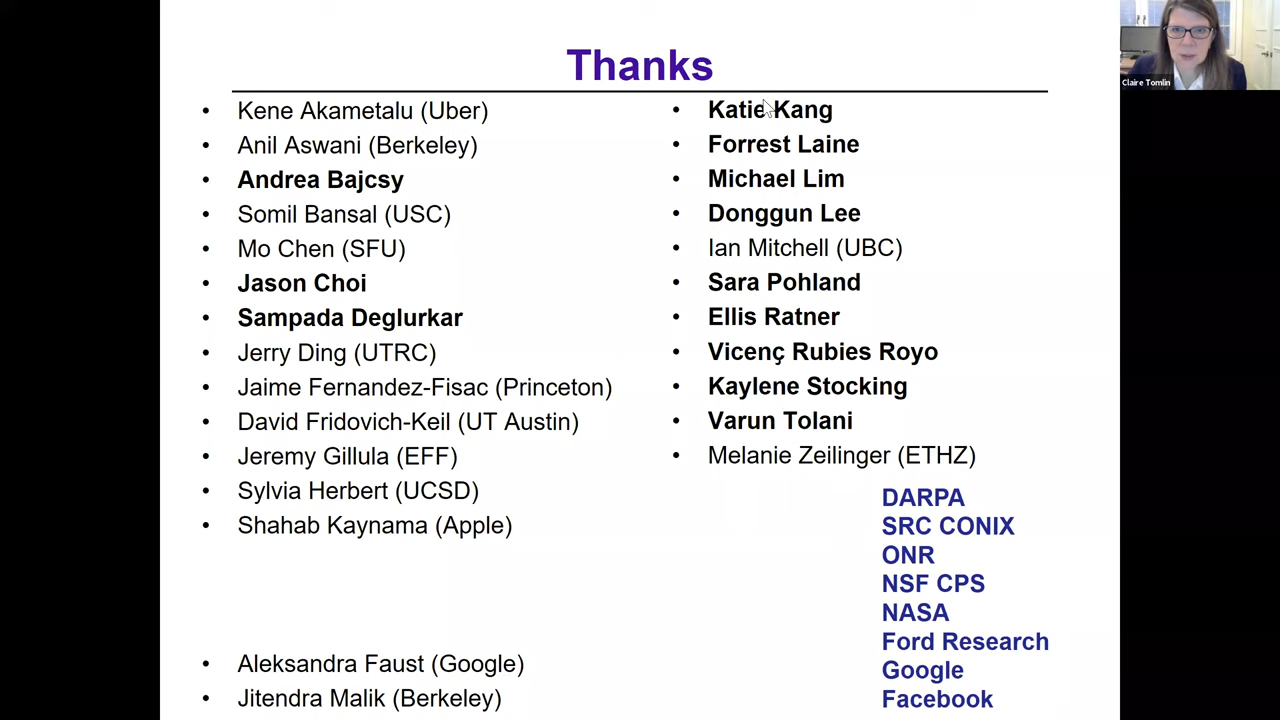 Thanks
• Kene Akametalu (Uber)
• Anil Aswani (Berkeley)
• Andrea Bajcsy
• Somil Bansal (USC)
• Mo Chen (SFU)
• Jason Choi
• Sampada Deglurkar
• Jerry Ding (UTRC)
• Jaime Fernandez-Fisac (Princeton)
• David Fridovich-Keil (UT Austin)
• Jeremy Gillula (EFF)
• Sylvia Herbert (UCSD)
• Shahab Kaynama (Apple)
• Aleksandra Faust (Google)
• Jitendra Malik (Berkeley)
• Katie Kang
• Forrest Laine
• Michael Lim
• Donggun Lee
• Ian Mitchell (UBC)
• Sara Pohland
• Ellis Ratner
• Vicenç Rubies Royo
• Kaylene Stocking
• Varun Tolani
• Melanie Zeilinger (ETHZ)
DARPA
SRC CONIX
ONR
NSF CPS
NASA
Ford Research
Google
Facebook
Claire Tomlin